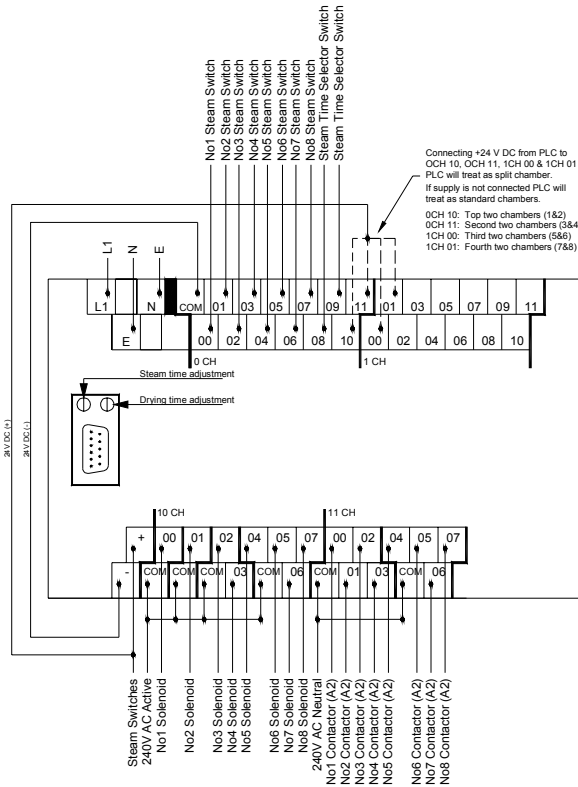 No1 Steam Switch
No2 Steam Switch
No3 Steam Switch
No4 Steam Switch
No5 Steam Switch
No6 Steam Switch
No7 Steam Switch
No8 Steam Switch
Steam Time Selector Switch
Steam Time Selector Switch
Connecting +24 V DC from PLC to
OCH 10, OCH 11, 1CH 00 & 1CH 01
PLC will treat as split chamber.
If supply is not connected PLC will
treat as standard chambers.
0CH 10: Top two chambers (1&2)
0CH 11: Second two chambers (3&4
1CH 00: Third two chambers (5&6)
1CH 01: Fourth two chambers (7&8)
L1
N
E
L1 N COM 01 03 05 07 09 11 01 03 05 07 09 11
E 00 02 04 06 08 10 00 02 04 06 08 10
0 CH
1 CH
Steam time adjustment
Drying time adjustment
24 V DC (+)
24 V DC (-)
10 CH
11 CH
+ 00 01 02 04 05 07 00 02 04 05 07
- COM COM COM 03 COM 06 COM 01 03 COM 06
Steam Switches
240V AC Active
No1 Solenoid
No2 Solenoid
No3 Solenoid
No4 Solenoid
No5 Solenoid
No6 Solenoid
No7 Solenoid
No8 Solenoid
240V AC Neutral
No1 Contactor (A2)
No2 Contactor (A2)
No3 Contactor (A2)
No4 Contactor (A2)
No5 Contactor (A2)
No6 Contactor (A2)
No7 Contactor (A2)
No8 Contactor (A2)